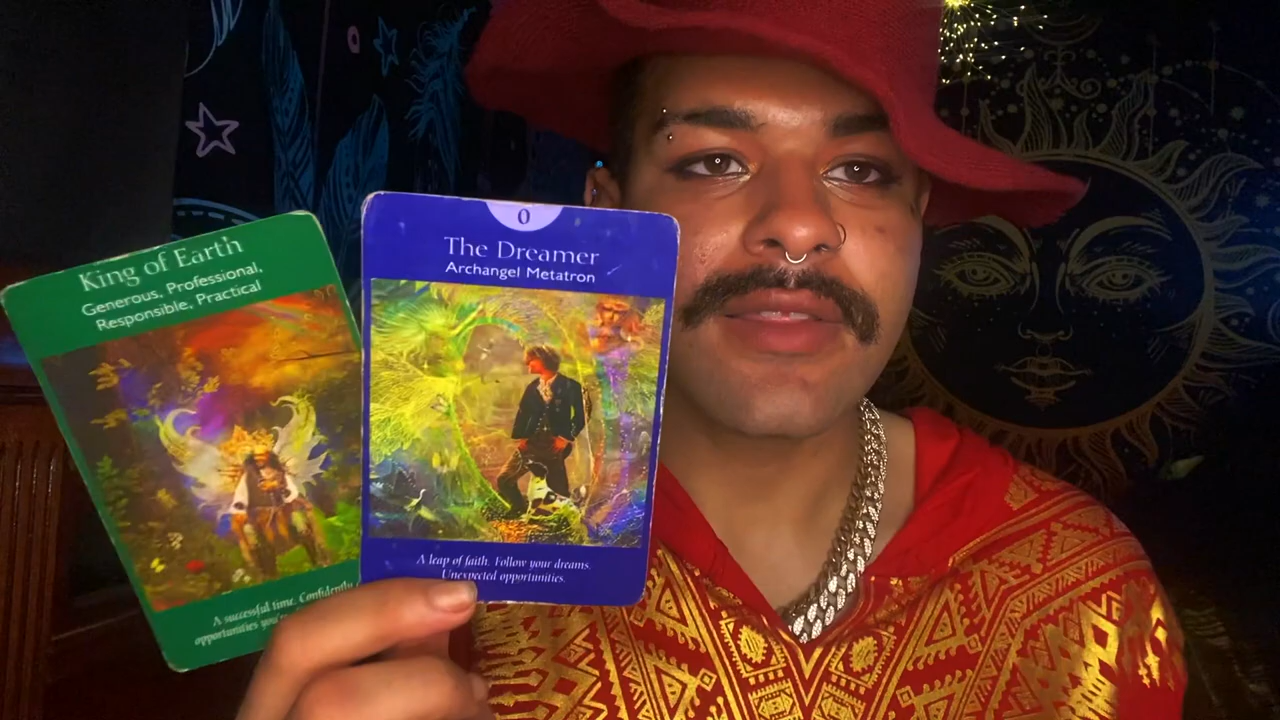 King of Earth
Generous, Professional,
Responsible, Practical
A successful time. Confidently
opportunities
0
The Dreamer
Archangel Metatron
A leap of faith. Follow your dreams.
Unexpected opportunities.